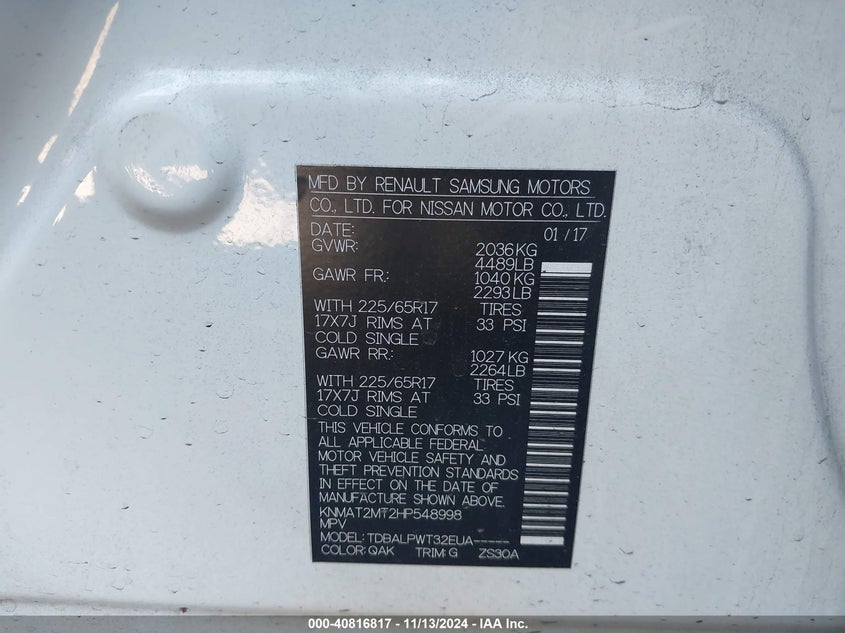 MFD BY RENAULT SAMSUNG MOTORS
CO., LTD. FOR NISSAN MOTOR CO., LTD.
DATE: 01/17
GVWR: 2036KG
4489LB
GAWR FR: 1040KG
2293LB
WITH 225/65R17 TIRES
17X7J RIMS AT 33 PSI
COLD SINGLE
GAWR RR: 1027KG
2264LB
WITH 225/65R17 TIRES
17X7J RIMS AT 33 PSI
COLD SINGLE
THIS VEHICLE CONFORMS TO
ALL APPLICABLE FEDERAL
MOTOR VEHICLE SAFETY AND
THEFT PREVENTION STANDARDS
IN EFFECT ON THE DATE OF
MANUFACTURE SHOWN ABOVE.
KNMAT2MT2HP548998
MPV
MODEL: TDBALPWT32EUA-----
COLOR: QAK TRIM: G ZS30A
000-40816817 - 11/13/2024 - IAA Inc.